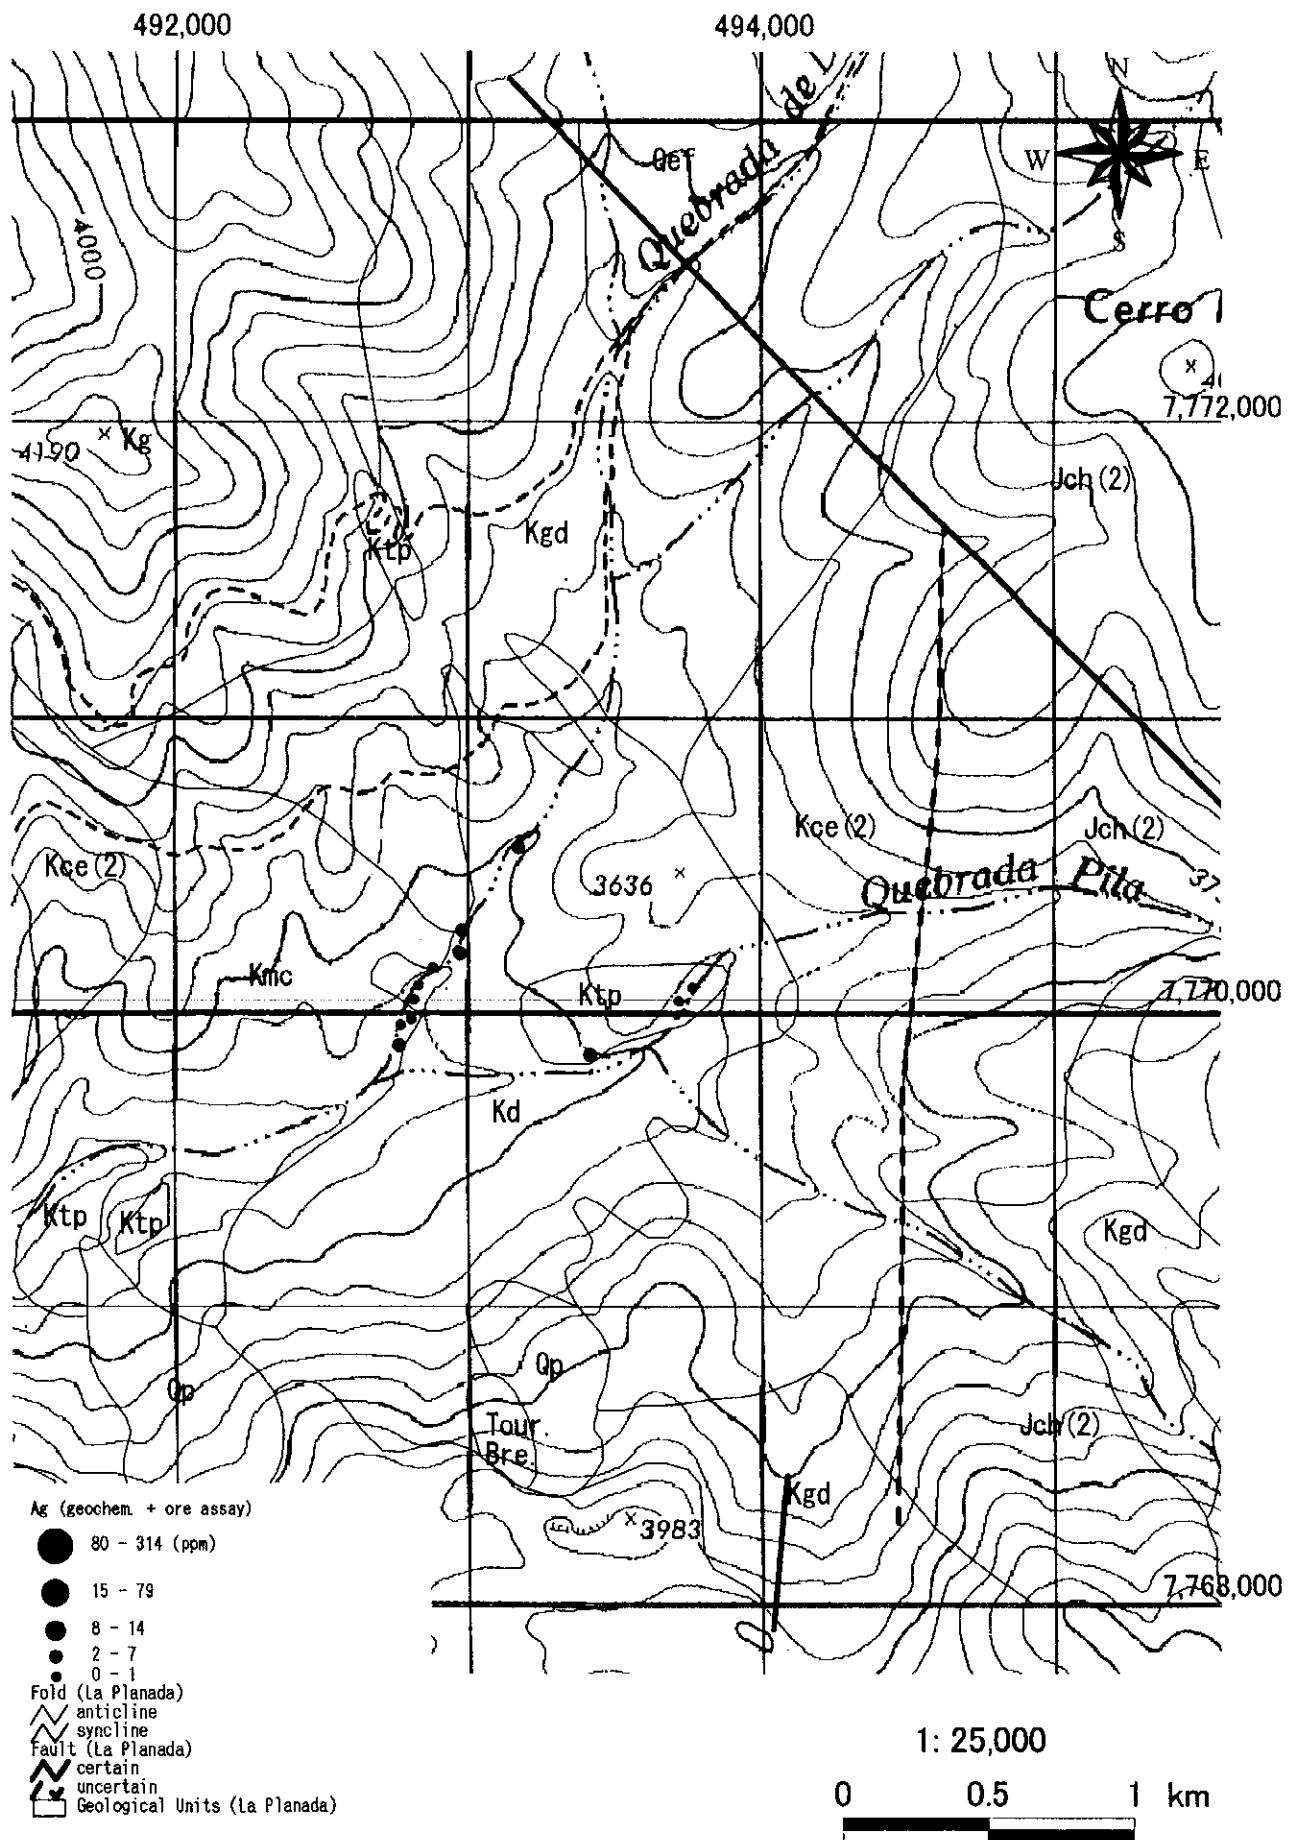 492,000 494,000
N
Quebrada de
Qef
W E
S
4000
Cerro
7,772,000
Kg
4190
Jch(2)
Kgd
Ktp
Kce(2) Jch(2)
Kce(2)
3636
Quebrada Pila
37
Kmc
Ktp
7,770,000
Kd
Ktp Ktp
Kgd
Qp
Qp
Tour.
Bre.
Jch(2)
Kgd
3983
7,768,000
Ag (geochem. + ore assay)
80 - 314 (ppm)
15 - 79
8 - 14
2 - 7
0 - 1
Fold (La Planada)
anticline
syncline
Fault (La Planada)
certain
uncertain
Geological Units (La Planada)
1: 25,000
0 0.5 1 km